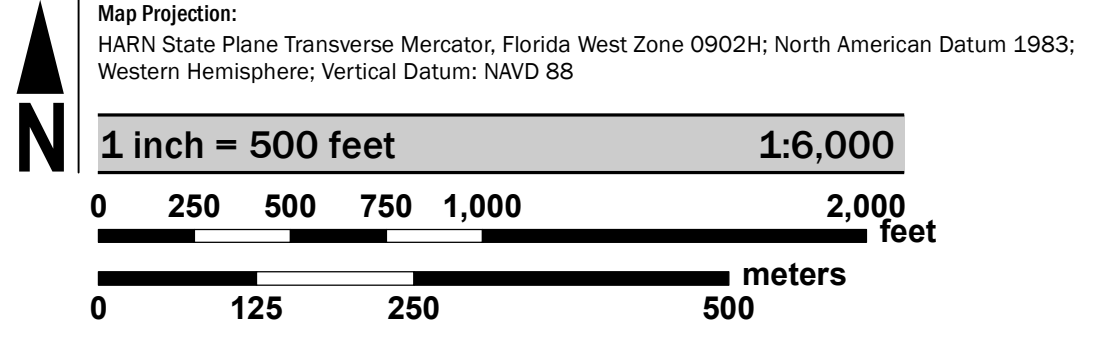 Map Projection:
HARN State Plane Transverse Mercator, Florida West Zone 0902H; North American Datum 1983;
Western Hemisphere; Vertical Datum: NAVD 88
N
1 inch = 500 feet 1:6,000
0 250 500 750 1,000 2,000
feet
meters
0 125 250 500